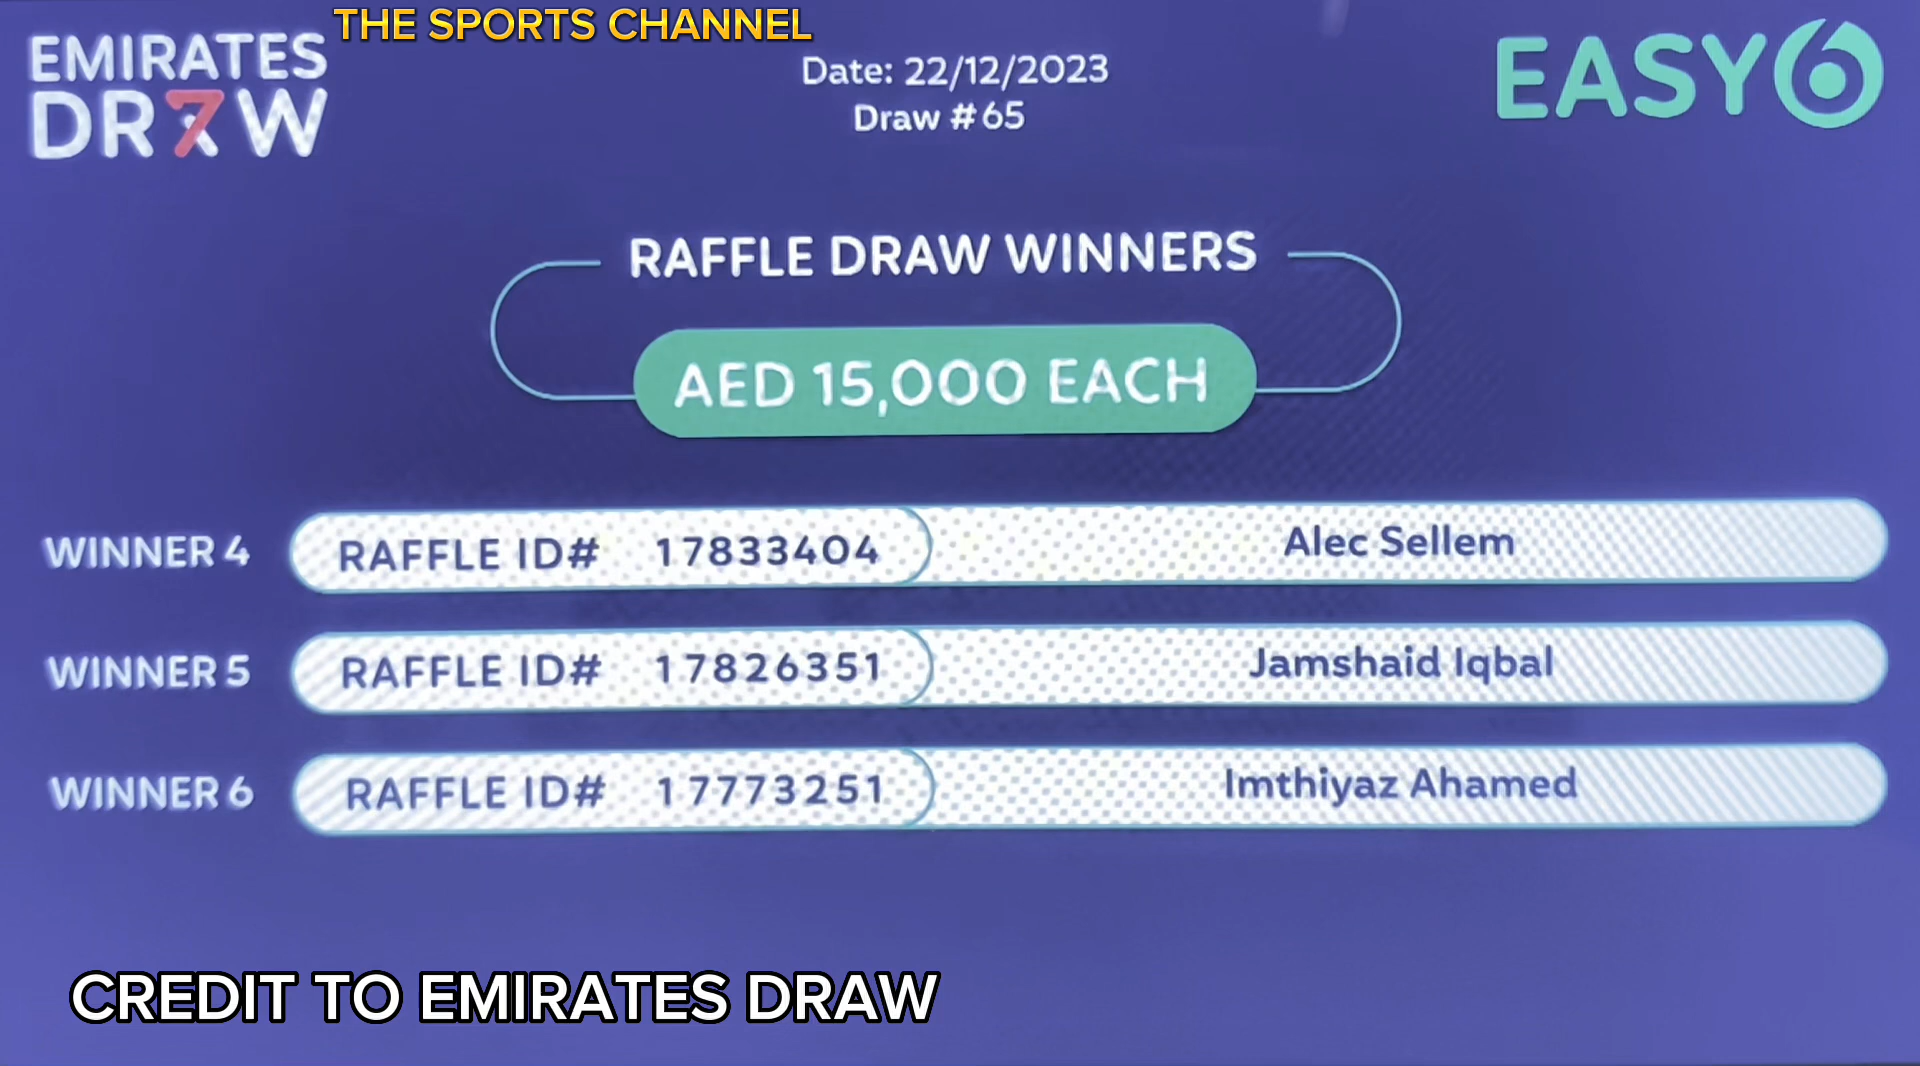 THE SPORTS CHANNEL
EMIRATES
DRAW
Date: 22/12/2023
Draw #65
EASY6
RAFFLE DRAW WINNERS
AED 15,000 EACH
WINNER 4 RAFFLE ID# 17833404 Alec Sellem
WINNER 5 RAFFLE ID# 17826351 Jamshaid Iqbal
WINNER 6 RAFFLE ID# 17773251 Imthiyaz Ahamed
CREDIT TO EMIRATES DRAW